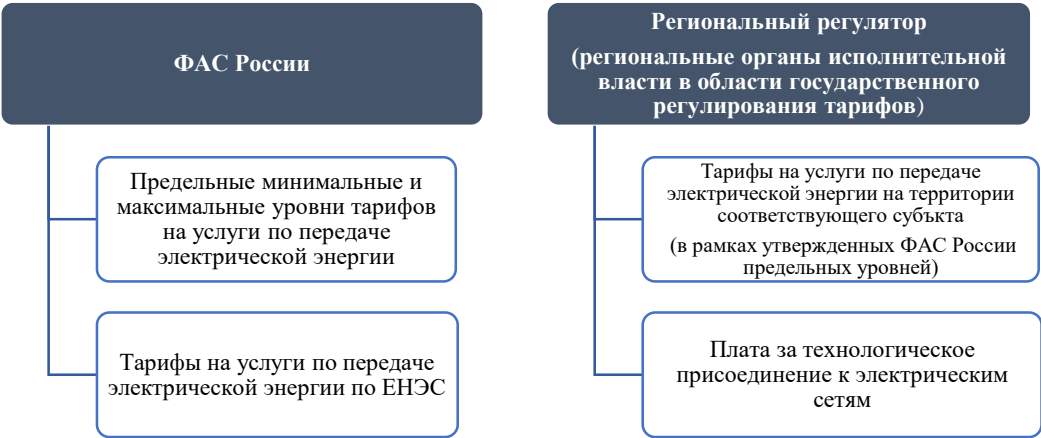 ФАС России
Предельные минимальные и
максимальные уровни тарифов
на услуги по передаче
электрической энергии
Тарифы на услуги по передаче
электрической энергии по ЕНЭС
Региональный регулятор
(региональные органы исполнительной
власти в области государственного
регулирования тарифов)
Тарифы на услуги по передаче
электрической энергии на территории
соответствующего субъкта
(в рамках утвержденных ФАС России
предельных уровней)
Плата за технологическое
присоединение к электрическим
сетям